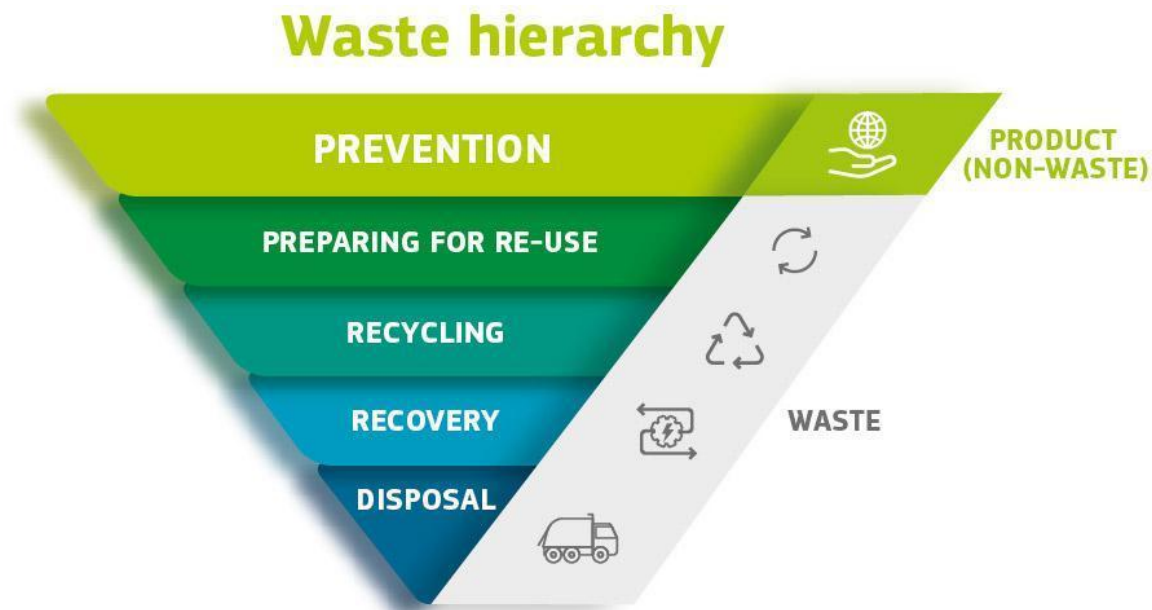 Waste hierarchy
PREVENTION
PRODUCT
(NON-WASTE)
PREPARING FOR RE-USE
RECYCLING
RECOVERY
WASTE
DISPOSAL